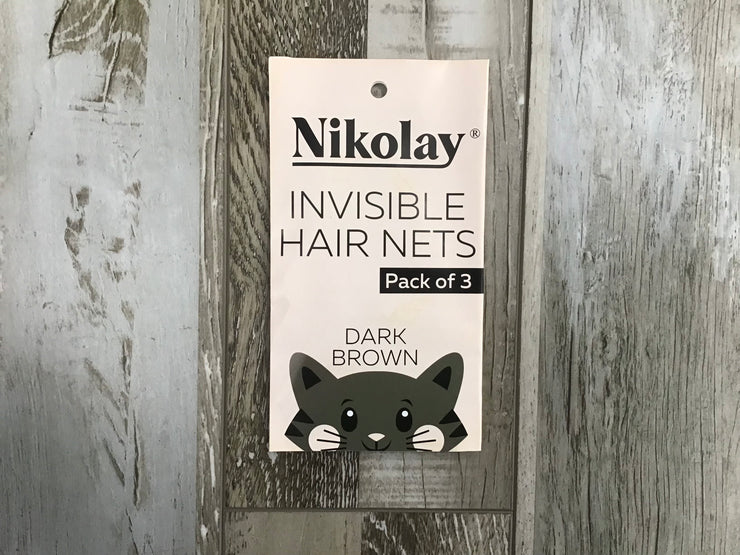 Nikolay®
INVISIBLE
HAIR NETS
Pack of 3
DARK
BROWN